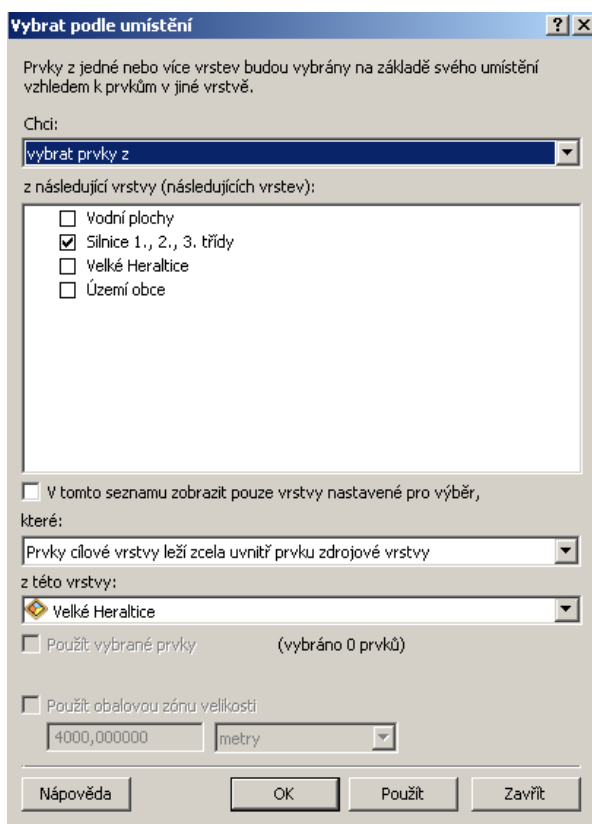 Vybrat podle umístění
Prvky z jedné nebo více vrstev budou vybrány na základě svého umístění
vzhledem k prvkům v jiné vrstvě.
Chci:
vybrat prvky z
z následující vrstvy (následujících vrstev):
Vodní plochy
Silnice 1., 2., 3. třídy
Velké Heraltice
Území obce
V tomto seznamu zobrazit pouze vrstvy nastavené pro výběr,
které:
Prvky cílové vrstvy leží zcela uvnitř prvku zdrojové vrstvy
z této vrstvy:
Velké Heraltice
Použít vybrané prvky (vybráno 0 prvků)
Použít obalovou zónu velikosti
4000,000000 metry
Nápověda OK Použít Zavřít